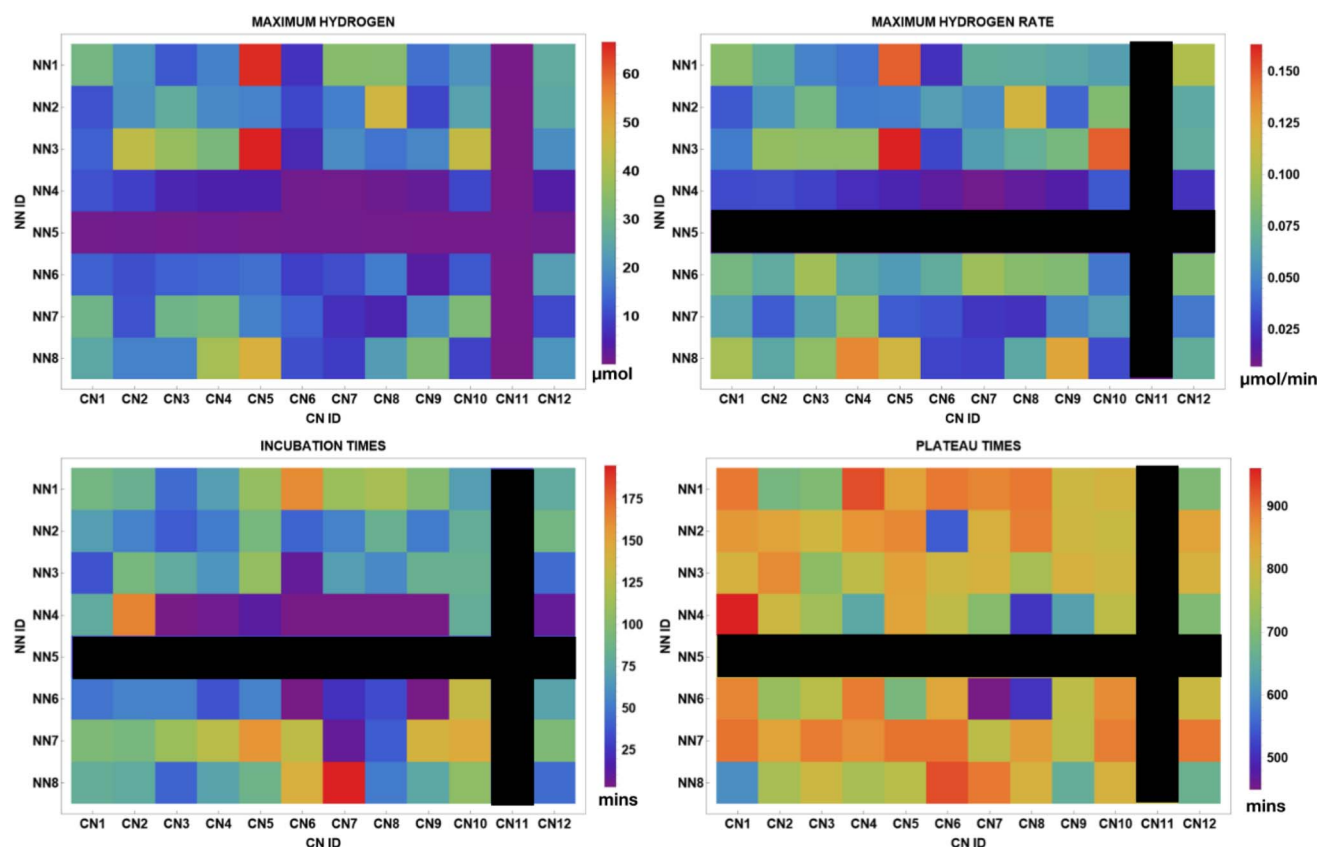 MAXIMUM HYDROGEN
NN ID
NN1
NN2
NN3
NN4
NN5
NN6
NN7
NN8
CN1 CN2 CN3 CN4 CN5 CN6 CN7 CN8 CN9 CN10 CN11 CN12
CN ID
60
50
40
30
20
10
µmol
MAXIMUM HYDROGEN RATE
NN ID
NN1
NN2
NN3
NN4
NN5
NN6
NN7
NN8
CN1 CN2 CN3 CN4 CN5 CN6 CN7 CN8 CN9 CN10 CN11 CN12
CN ID
0.150
0.125
0.100
0.075
0.050
0.025
µmol/min
INCUBATION TIMES
NN ID
NN1
NN2
NN3
NN4
NN5
NN6
NN7
NN8
CN1 CN2 CN3 CN4 CN5 CN6 CN7 CN8 CN9 CN10 CN11 CN12
CN ID
175
150
125
100
75
50
25
mins
PLATEAU TIMES
NN ID
NN1
NN2
NN3
NN4
NN5
NN6
NN7
NN8
CN1 CN2 CN3 CN4 CN5 CN6 CN7 CN8 CN9 CN10 CN11 CN12
CN ID
900
800
700
600
500
mins